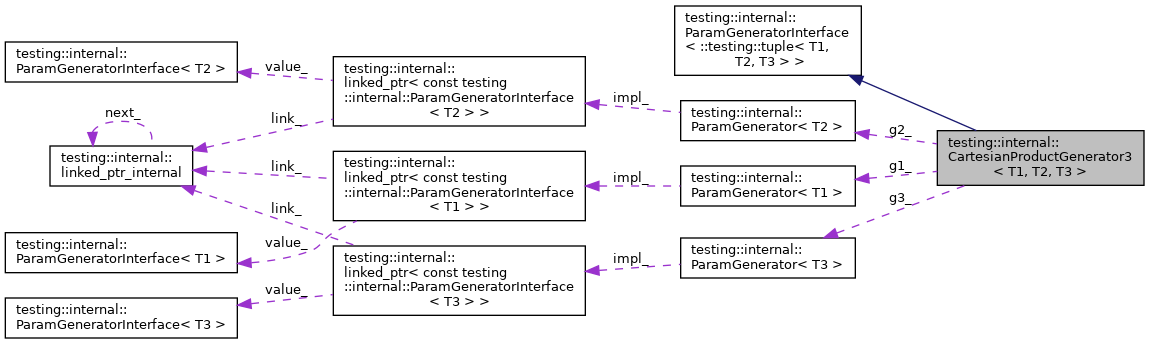 testing::internal::
ParamGeneratorInterface< T2 >
next_
testing::internal::
linked_ptr_internal
testing::internal::
ParamGeneratorInterface< T1 >
testing::internal::
ParamGeneratorInterface< T3 >
value_
link_
link_
link_
value_
value_
testing::internal::
linked_ptr< const testing
::internal::ParamGeneratorInterface
< T2 > >
testing::internal::
linked_ptr< const testing
::internal::ParamGeneratorInterface
< T1 > >
testing::internal::
linked_ptr< const testing
::internal::ParamGeneratorInterface
< T3 > >
impl_
impl_
impl_
testing::internal::
ParamGeneratorInterface
< ::testing::tuple< T1,
T2, T3 > >
testing::internal::
ParamGenerator< T2 >
testing::internal::
ParamGenerator< T1 >
testing::internal::
ParamGenerator< T3 >
g2_
g1_
g3_
testing::internal::
CartesianProductGenerator3
< T1, T2, T3 >